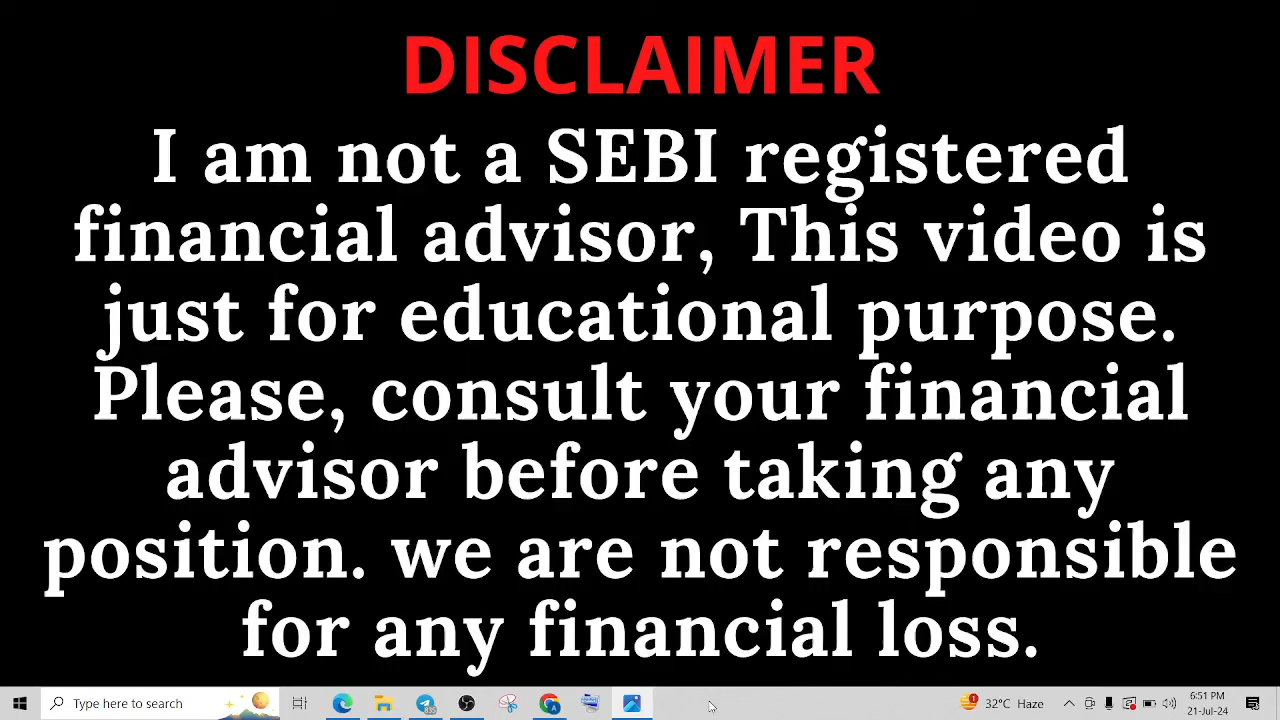 DISCLAIMER
I am not a SEBI registered
financial advisor, This video is
just for educational purpose.
Please, consult your financial
advisor before taking any
position. we are not responsible
for any financial loss.
Type here to search
835
A
1
32°C Haze
6:51 PM
21-Jul-24